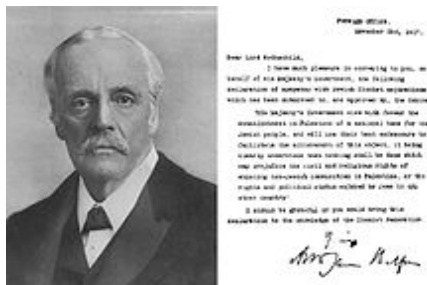 Foreign Office,
November 2nd, 1917.
Dear Lord Rothschild,
I have much pleasure in conveying to you, on
behalf of His Majesty's Government, the following
declaration of sympathy with Jewish Zionist aspirations
which has been submitted to, and approved by, the Cabinet
"His Majesty's Government view with favour the
establishment in Palestine of a national home for the
Jewish people, and will use their best endeavours to
facilitate the achievement of this object, it being
clearly understood that nothing shall be done which
may prejudice the civil and religious rights of
existing non-Jewish communities in Palestine, or the
rights and political status enjoyed by Jews in any
other country"
I should be grateful if you would bring this
declaration to the knowledge of the Zionist Federation.